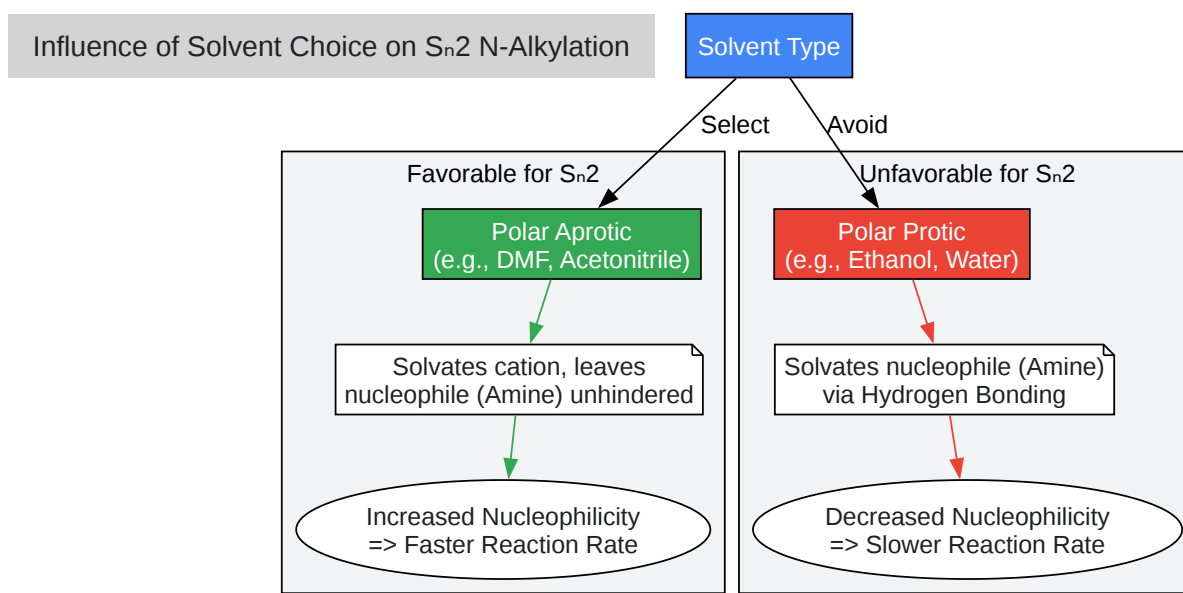 Influence of Solvent Choice on Sₙ2 N-Alkylation
Solvent Type
Select
Avoid
Favorable for Sₙ2
Polar Aprotic
(e.g., DMF, Acetonitrile)
Solvates cation, leaves
nucleophile (Amine) unhindered
Increased Nucleophilicity
=> Faster Reaction Rate
Unfavorable for Sₙ2
Polar Protic
(e.g., Ethanol, Water)
Solvates nucleophile (Amine)
via Hydrogen Bonding
Decreased Nucleophilicity
=> Slower Reaction Rate